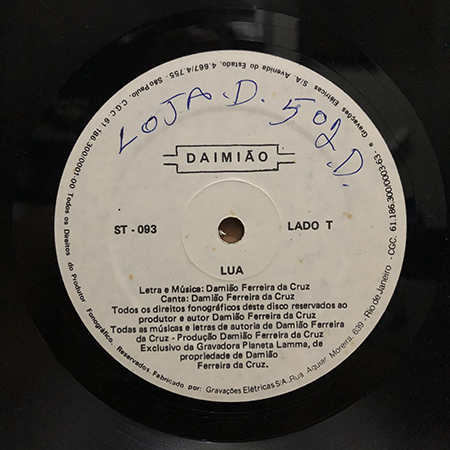 LOJA.D.502.D.
DAIMIÃO
ST - 093
LADO T
LUA
Letra e Música: Damião Ferreira da Cruz
Canta: Damião Ferreira da Cruz
Todos os direitos fonográficos deste disco reservados ao
produtor e autor Damião Ferreira da Cruz
Todas as músicas e letras de autoria de Damião Ferreira
da Cruz - Produção Damião Ferreira da Cruz
Exclusivo da Gravadora Planeta Lamma, de
propriedade de Damião
Ferreira da Cruz.
Todos os Direitos do Produtor Fonográfico, Reservados. Fabricado por: Gravações Elétricas S/A., Rua Aguiar Moreira, 639 - Rio de Janeiro - CGC. 61.186.300/0003-63 - e Gravações Elétricas S/A. Avenida do Estado, 4.667/4.755 - São Paulo. C.G.C. 61.186.300/0001-00